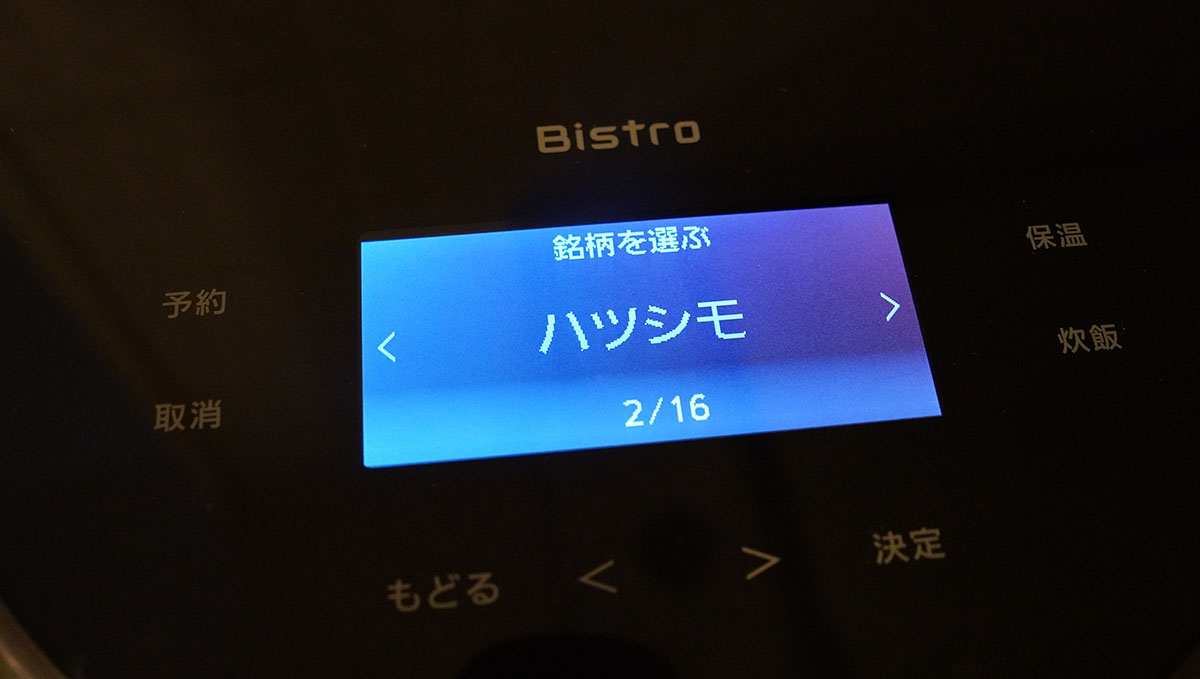 Bistro
銘柄を選ぶ
< ハツシモ >
2/16
予約
取消
保温
炊飯
もどる < > 決定